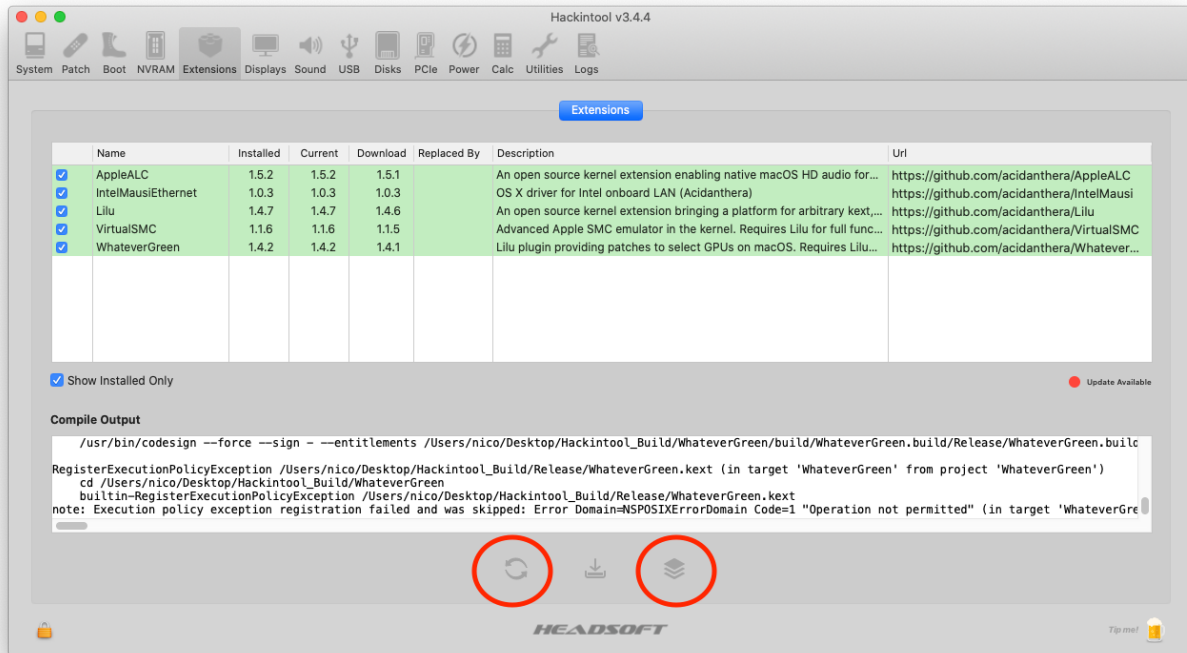 Hackintool v3.4.4
System Patch Boot NVRAM Extensions Displays Sound USB Disks PCIe Power Calc Utilities Logs
Extensions
Name Installed Current Download Replaced By Description Url
AppleALC 1.5.2 1.5.2 1.5.1 An open source kernel extension enabling native macOS HD audio for... https://github.com/acidanthera/AppleALC
IntelMausiEthernet 1.0.3 1.0.3 1.0.3 OS X driver for Intel onboard LAN (Acidanthera) https://github.com/acidanthera/IntelMausi
Lilu 1.4.7 1.4.7 1.4.6 An open source kernel extension bringing a platform for arbitrary kext,... https://github.com/acidanthera/Lilu
VirtualSMC 1.1.6 1.1.6 1.1.5 Advanced Apple SMC emulator in the kernel. Requires Lilu for full func... https://github.com/acidanthera/VirtualSMC
WhateverGreen 1.4.2 1.4.2 1.4.1 Lilu plugin providing patches to select GPUs on macOS. Requires Lilu... https://github.com/acidanthera/Whatever...
Show Installed Only
Update Available
Compile Output
/usr/bin/codesign --force --sign - --entitlements /Users/nico/Desktop/Hackintool_Build/WhateverGreen/build/WhateverGreen.build/Release/WhateverGreen.build
RegisterExecutionPolicyException /Users/nico/Desktop/Hackintool_Build/Release/WhateverGreen.kext (in target 'WhateverGreen' from project 'WhateverGreen')
cd /Users/nico/Desktop/Hackintool_Build/WhateverGreen
builtin-RegisterExecutionPolicyException /Users/nico/Desktop/Hackintool_Build/Release/WhateverGreen.kext
note: Execution policy exception registration failed and was skipped: Error Domain=NSPOSIXErrorDomain Code=1 "Operation not permitted" (in target 'WhateverGre
HEADSOFT
Tip me!